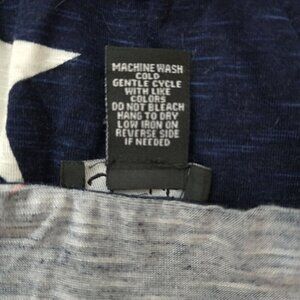 MACHINE WASH
COLD
GENTLE CYCLE
WITH LIKE
COLORS
DO NOT BLEACH
HANG TO DRY
LOW IRON ON
REVERSE SIDE
IF NEEDED